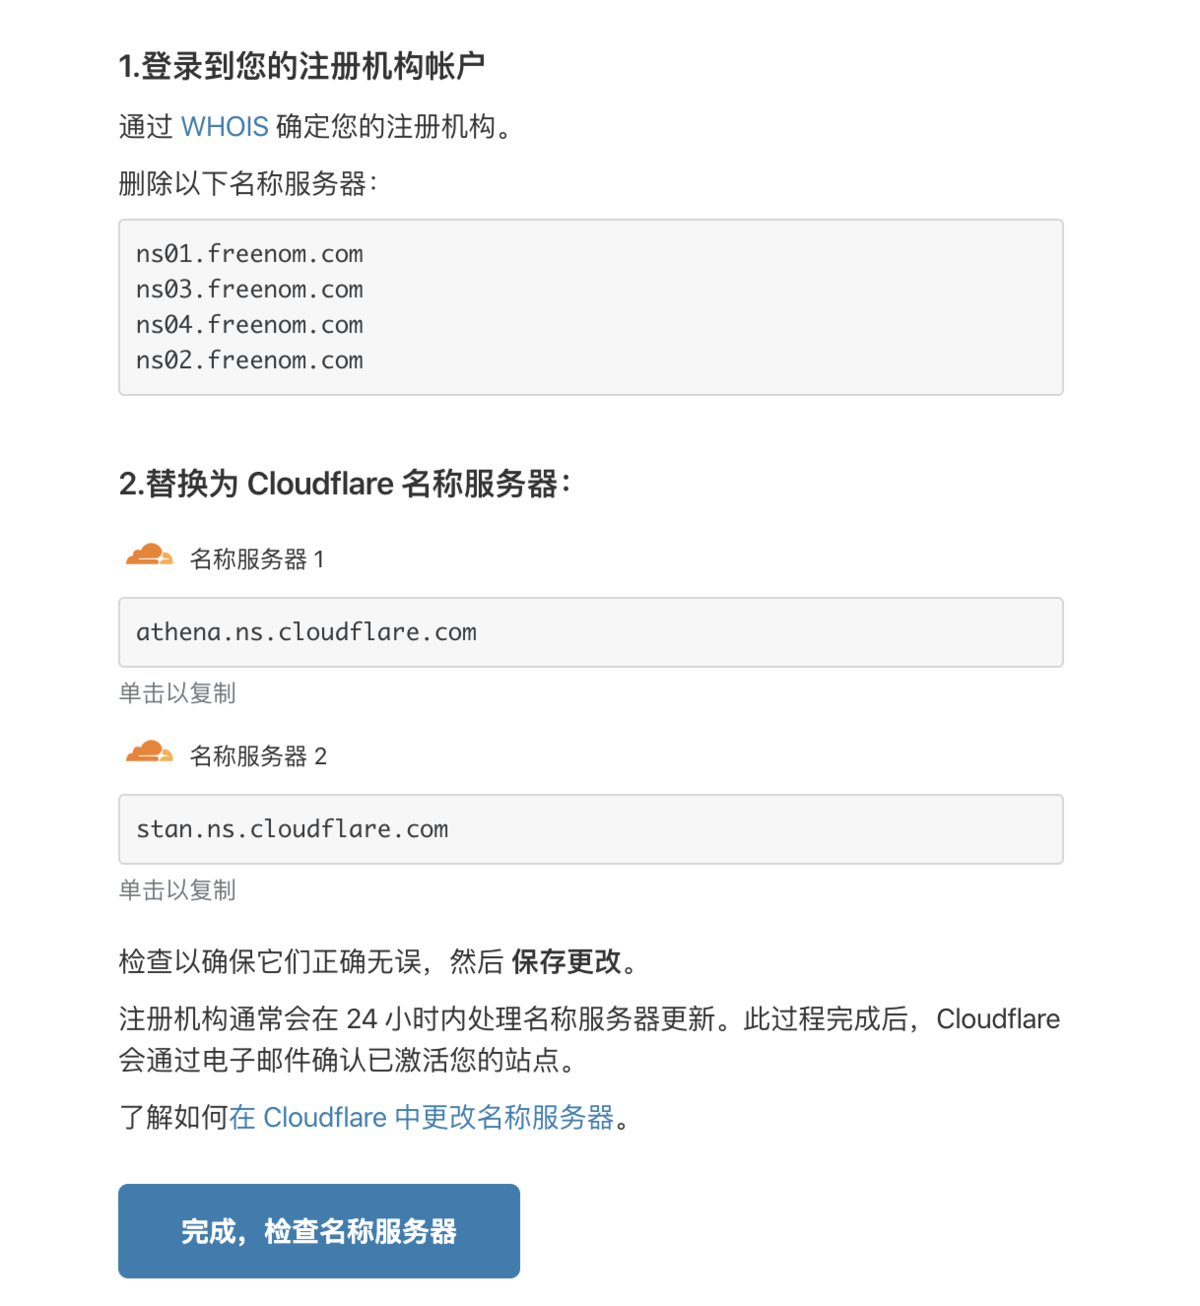 1.登录到您的注册机构帐户
通过 WHOIS 确定您的注册机构。
删除以下名称服务器：
ns01.freenom.com
ns03.freenom.com
ns04.freenom.com
ns02.freenom.com
2.替换为 Cloudflare 名称服务器：
名称服务器 1
athena.ns.cloudflare.com
单击以复制
名称服务器 2
stan.ns.cloudflare.com
单击以复制
检查以确保它们正确无误，然后 保存更改。
注册机构通常会在 24 小时内处理名称服务器更新。此过程完成后，Cloudflare
会通过电子邮件确认已激活您的站点。
了解如何在 Cloudflare 中更改名称服务器。
完成，检查名称服务器